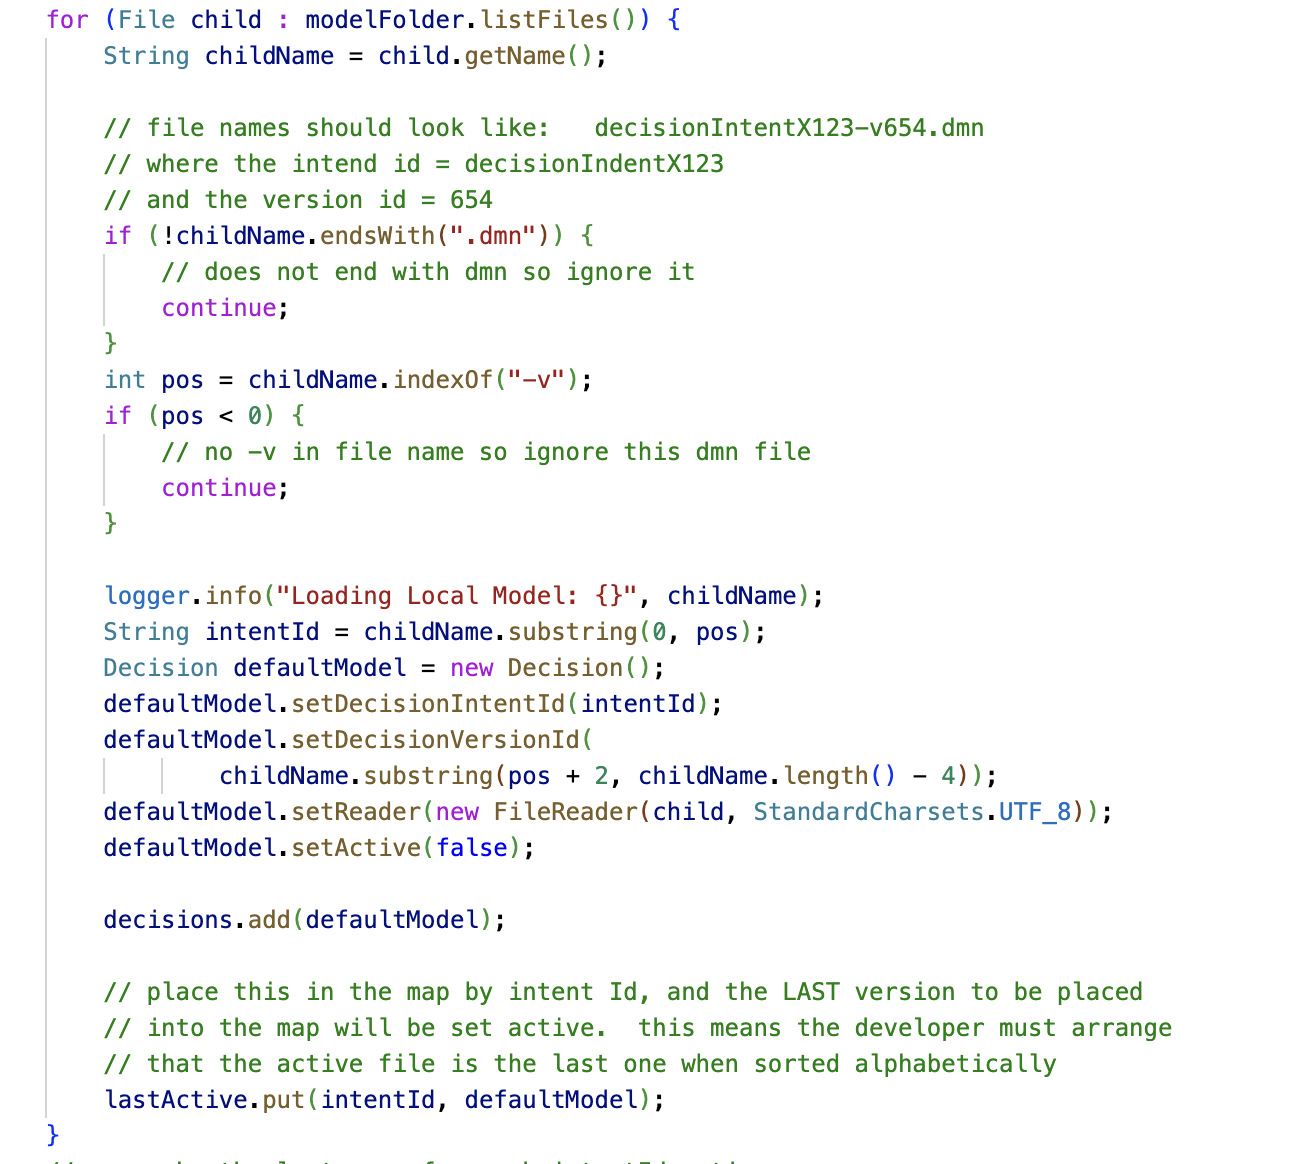 for (File child : modelFolder.listFiles()) {
String childName = child.getName();
// file names should look like:   decisionIntentX123-v654.dmn
// where the intend id = decisionIndentX123
// and the version id = 654
if (!childName.endsWith(".dmn")) {
// does not end with dmn so ignore it
continue;
}
int pos = childName.indexOf("-v");
if (pos < 0) {
// no -v in file name so ignore this dmn file
continue;
}
logger.info("Loading Local Model: {}", childName);
String intentId = childName.substring(0, pos);
Decision defaultModel = new Decision();
defaultModel.setDecisionIntentId(intentId);
defaultModel.setDecisionVersionId(
childName.substring(pos + 2, childName.length() - 4));
defaultModel.setReader(new FileReader(child, StandardCharsets.UTF_8));
defaultModel.setActive(false);
decisions.add(defaultModel);
// place this in the map by intent Id, and the LAST version to be placed
// into the map will be set active.  this means the developer must arrange
// that the active file is the last one when sorted alphabetically
lastActive.put(intentId, defaultModel);
}